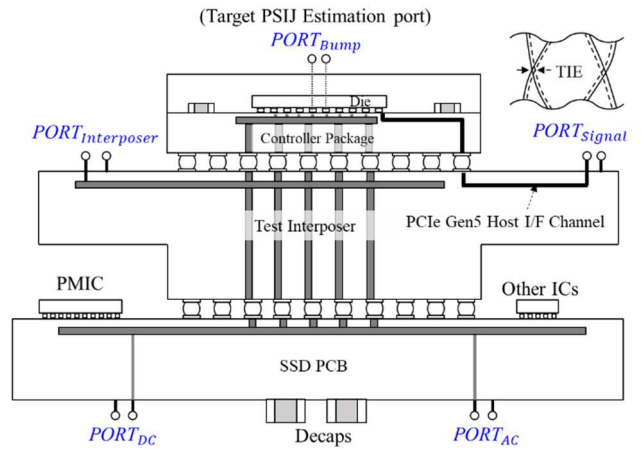 (Target PSIJ Estimation port)
PORT_Bump
TIE
Die
PORT_Interposer
Controller Package
PORT_Signal
PCIe Gen5 Host I/F Channel
Test Interposer
PMIC
Other ICs
SSD PCB
PORT_DC
Decaps
PORT_AC